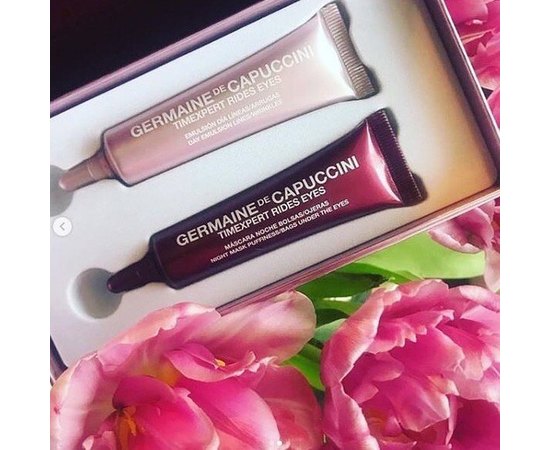 GERMAINE DE CAPUCCINI
TIMEXPERT RIDES EYES
EMULSIÓN DÍA LÍNEAS/ARRUGAS
DAY EMULSION LINES/WRINKLES
GERMAINE DE CAPUCCINI
TIMEXPERT RIDES EYES
MÁSCARA NOCHE BOLSAS/OJERAS
NIGHT MASK PUFFINESS/BAGS UNDER THE EYES